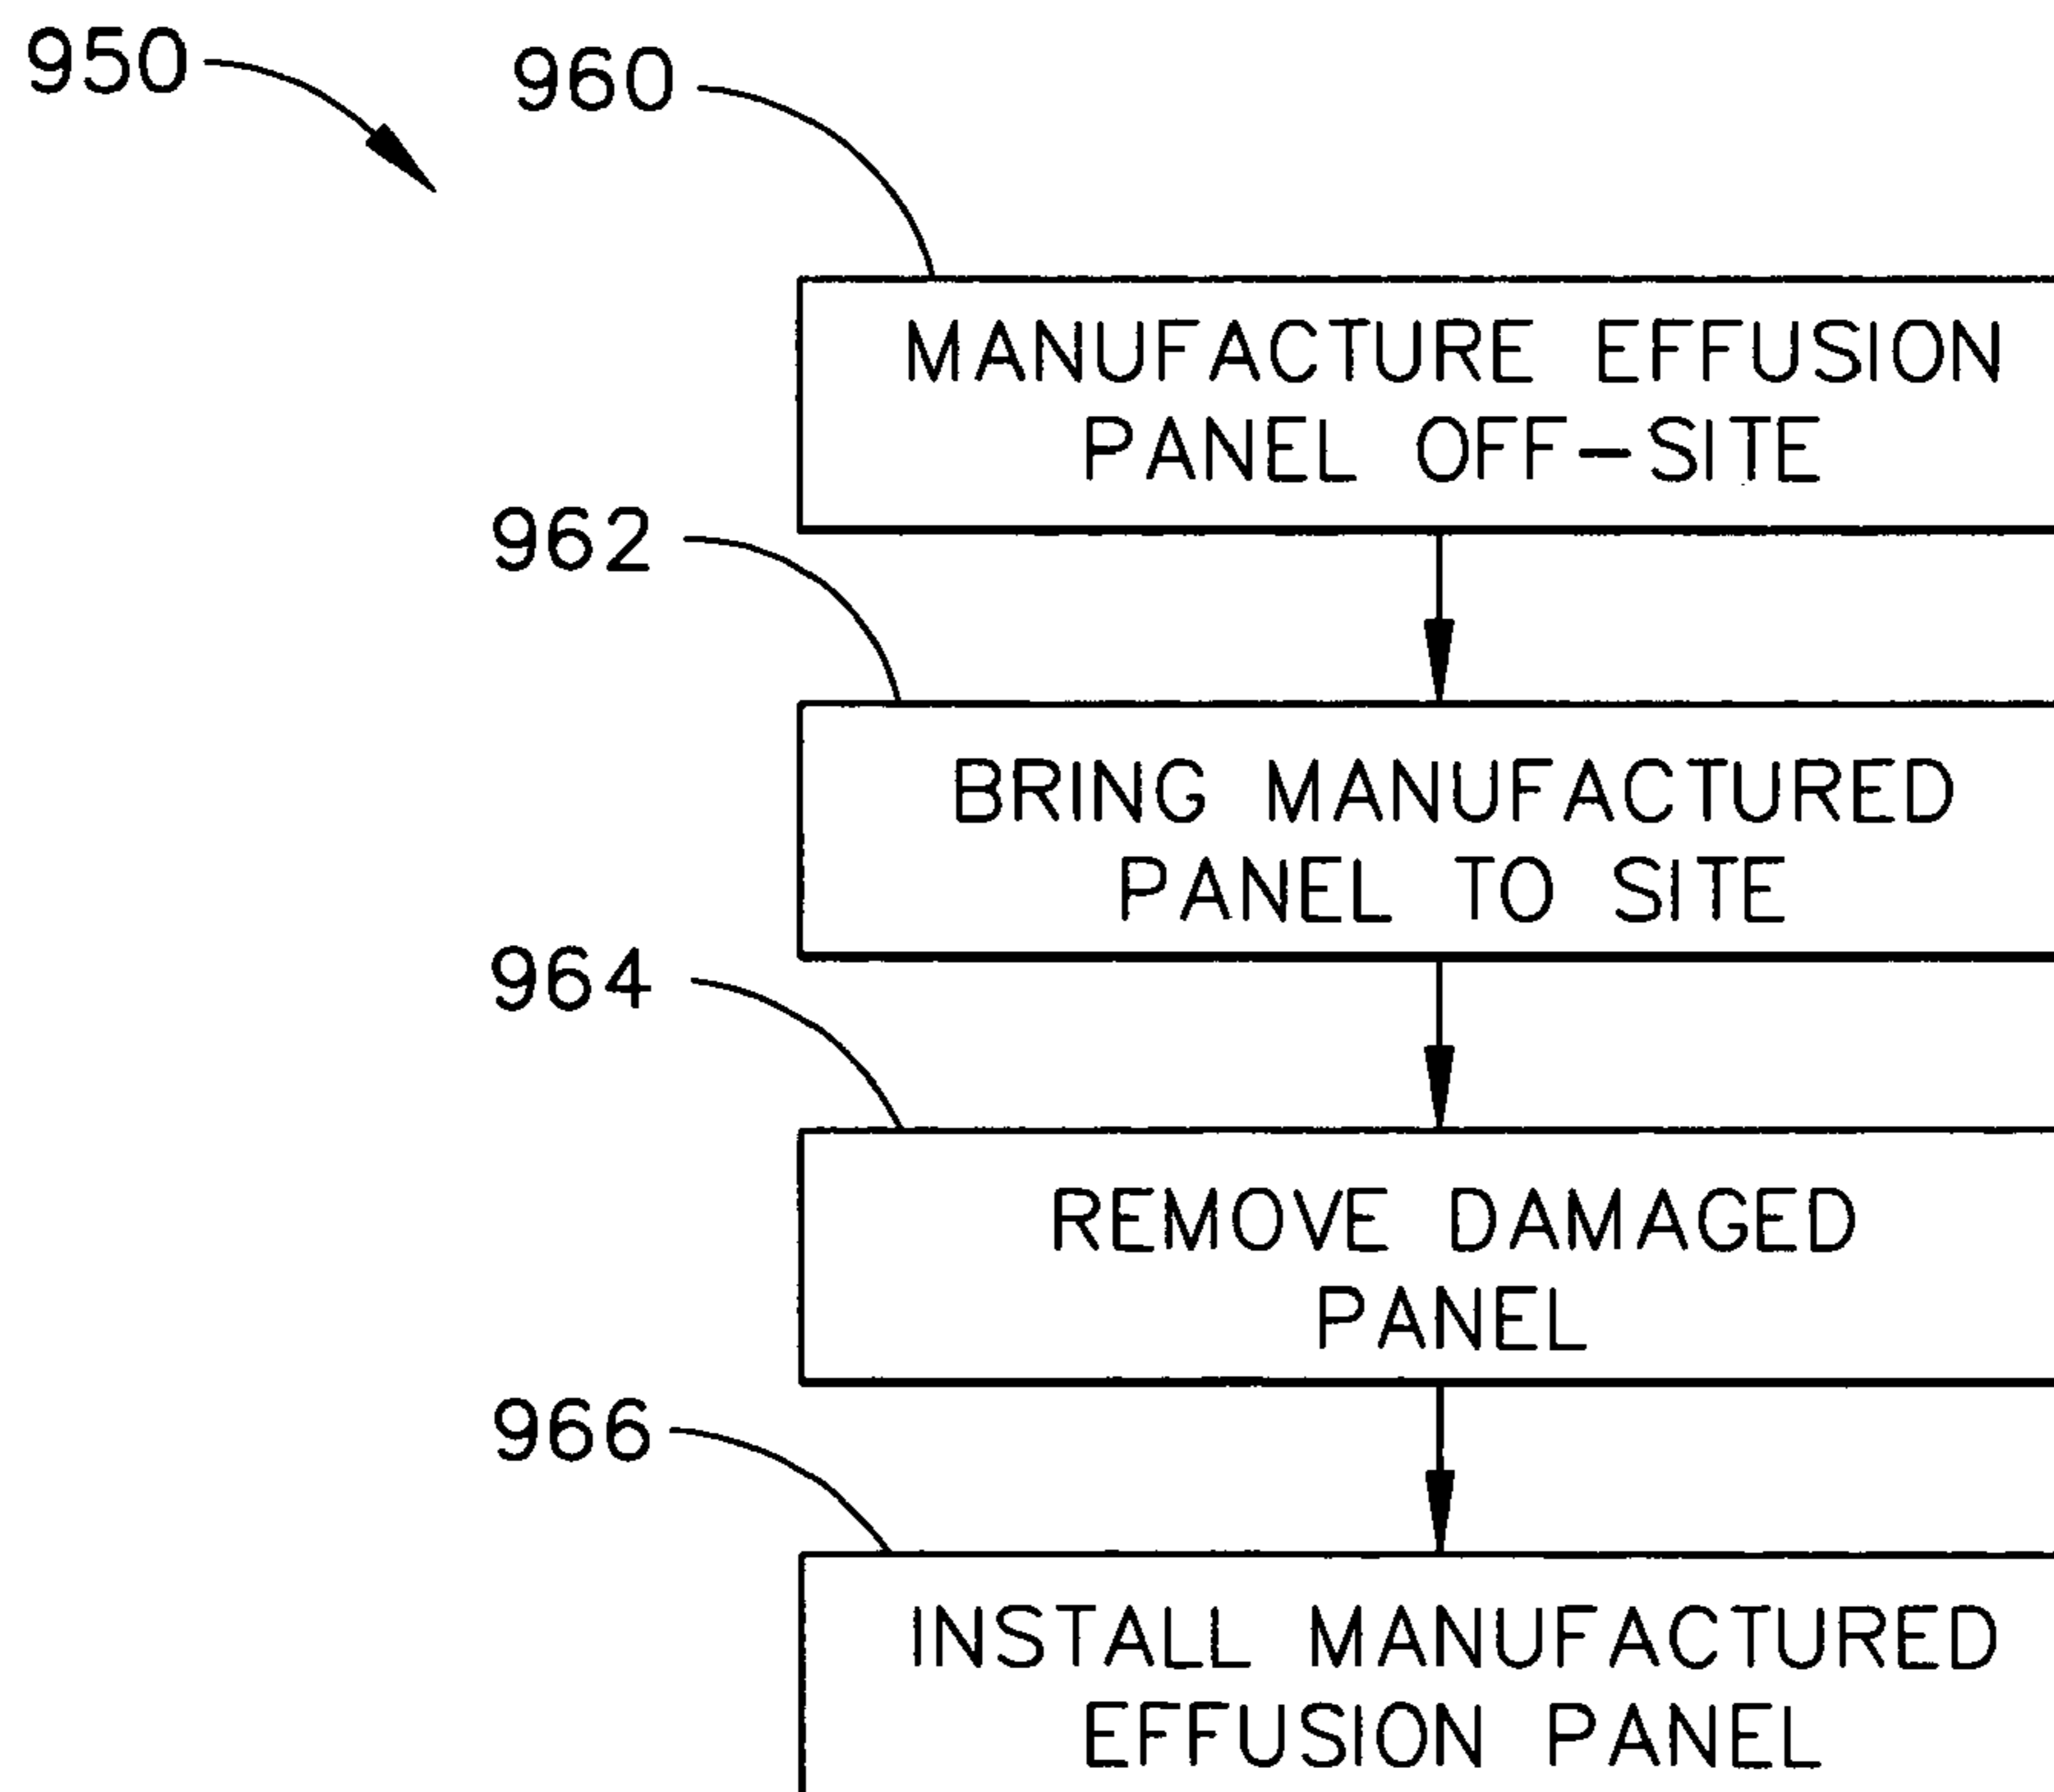 950
960
MANUFACTURE EFFUSION
PANEL OFF-SITE
962
BRING MANUFACTURED
PANEL TO SITE
964
REMOVE DAMAGED
PANEL
966
INSTALL MANUFACTURED
EFFUSION PANEL